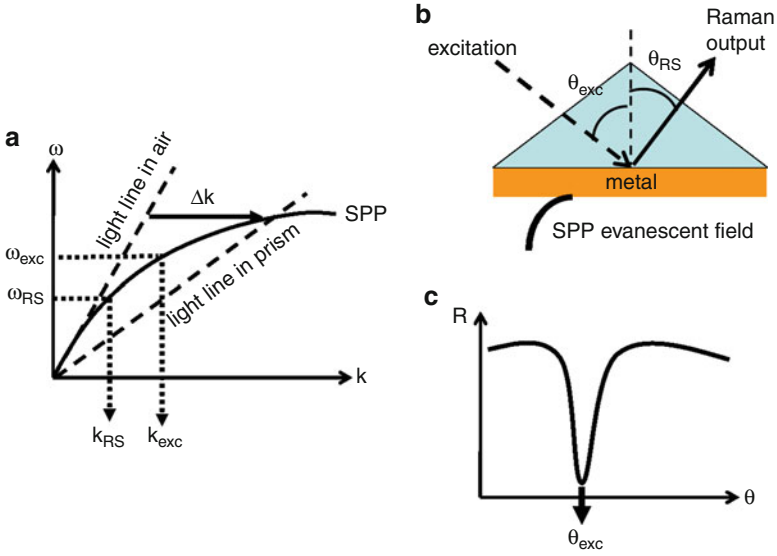 a
ω
light line in air
Δk
SPP
ω_exc
light line in prism
ω_RS
k
k_RS
k_exc
b
Raman
output
excitation
θ_RS
θ_exc
metal
SPP evanescent field
c
R
θ
θ_exc